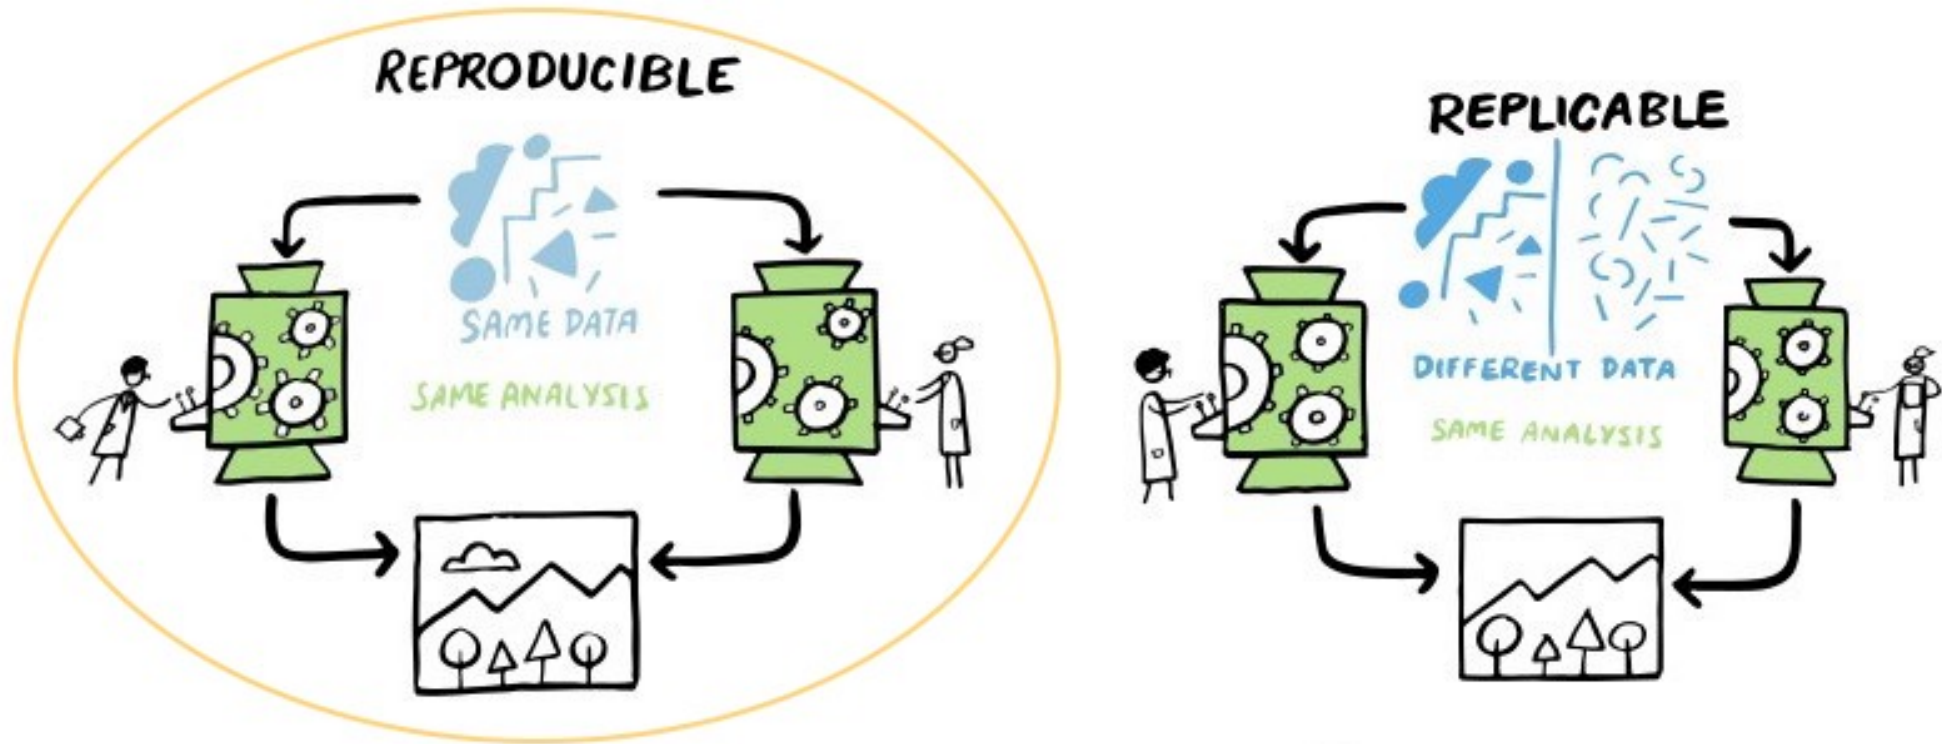 REPRODUCIBLE
SAME DATA
SAME ANALYSIS
REPLICABLE
DIFFERENT DATA
SAME ANALYSIS